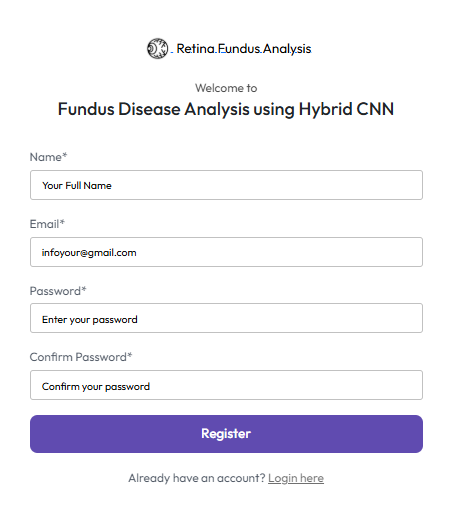 . Retina.Fundus.Analysis
Welcome to
Fundus Disease Analysis using Hybrid CNN
Name*
Your Full Name
Email*
infoyour@gmail.com
Password*
Enter your password
Confirm Password*
Confirm your password
Register
Already have an account? Login here